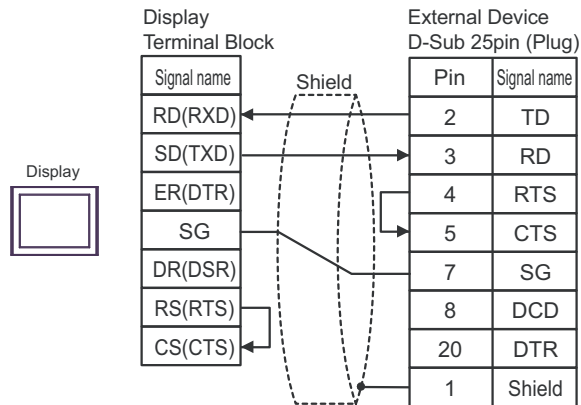 Display
Terminal Block
External Device
D-Sub 25pin (Plug)
Signal name
Shield
Pin
Signal name
RD(RXD)
2
TD
SD(TXD)
3
RD
Display
ER(DTR)
4
RTS
SG
5
CTS
DR(DSR)
7
SG
RS(RTS)
8
DCD
CS(CTS)
20
DTR
1
Shield